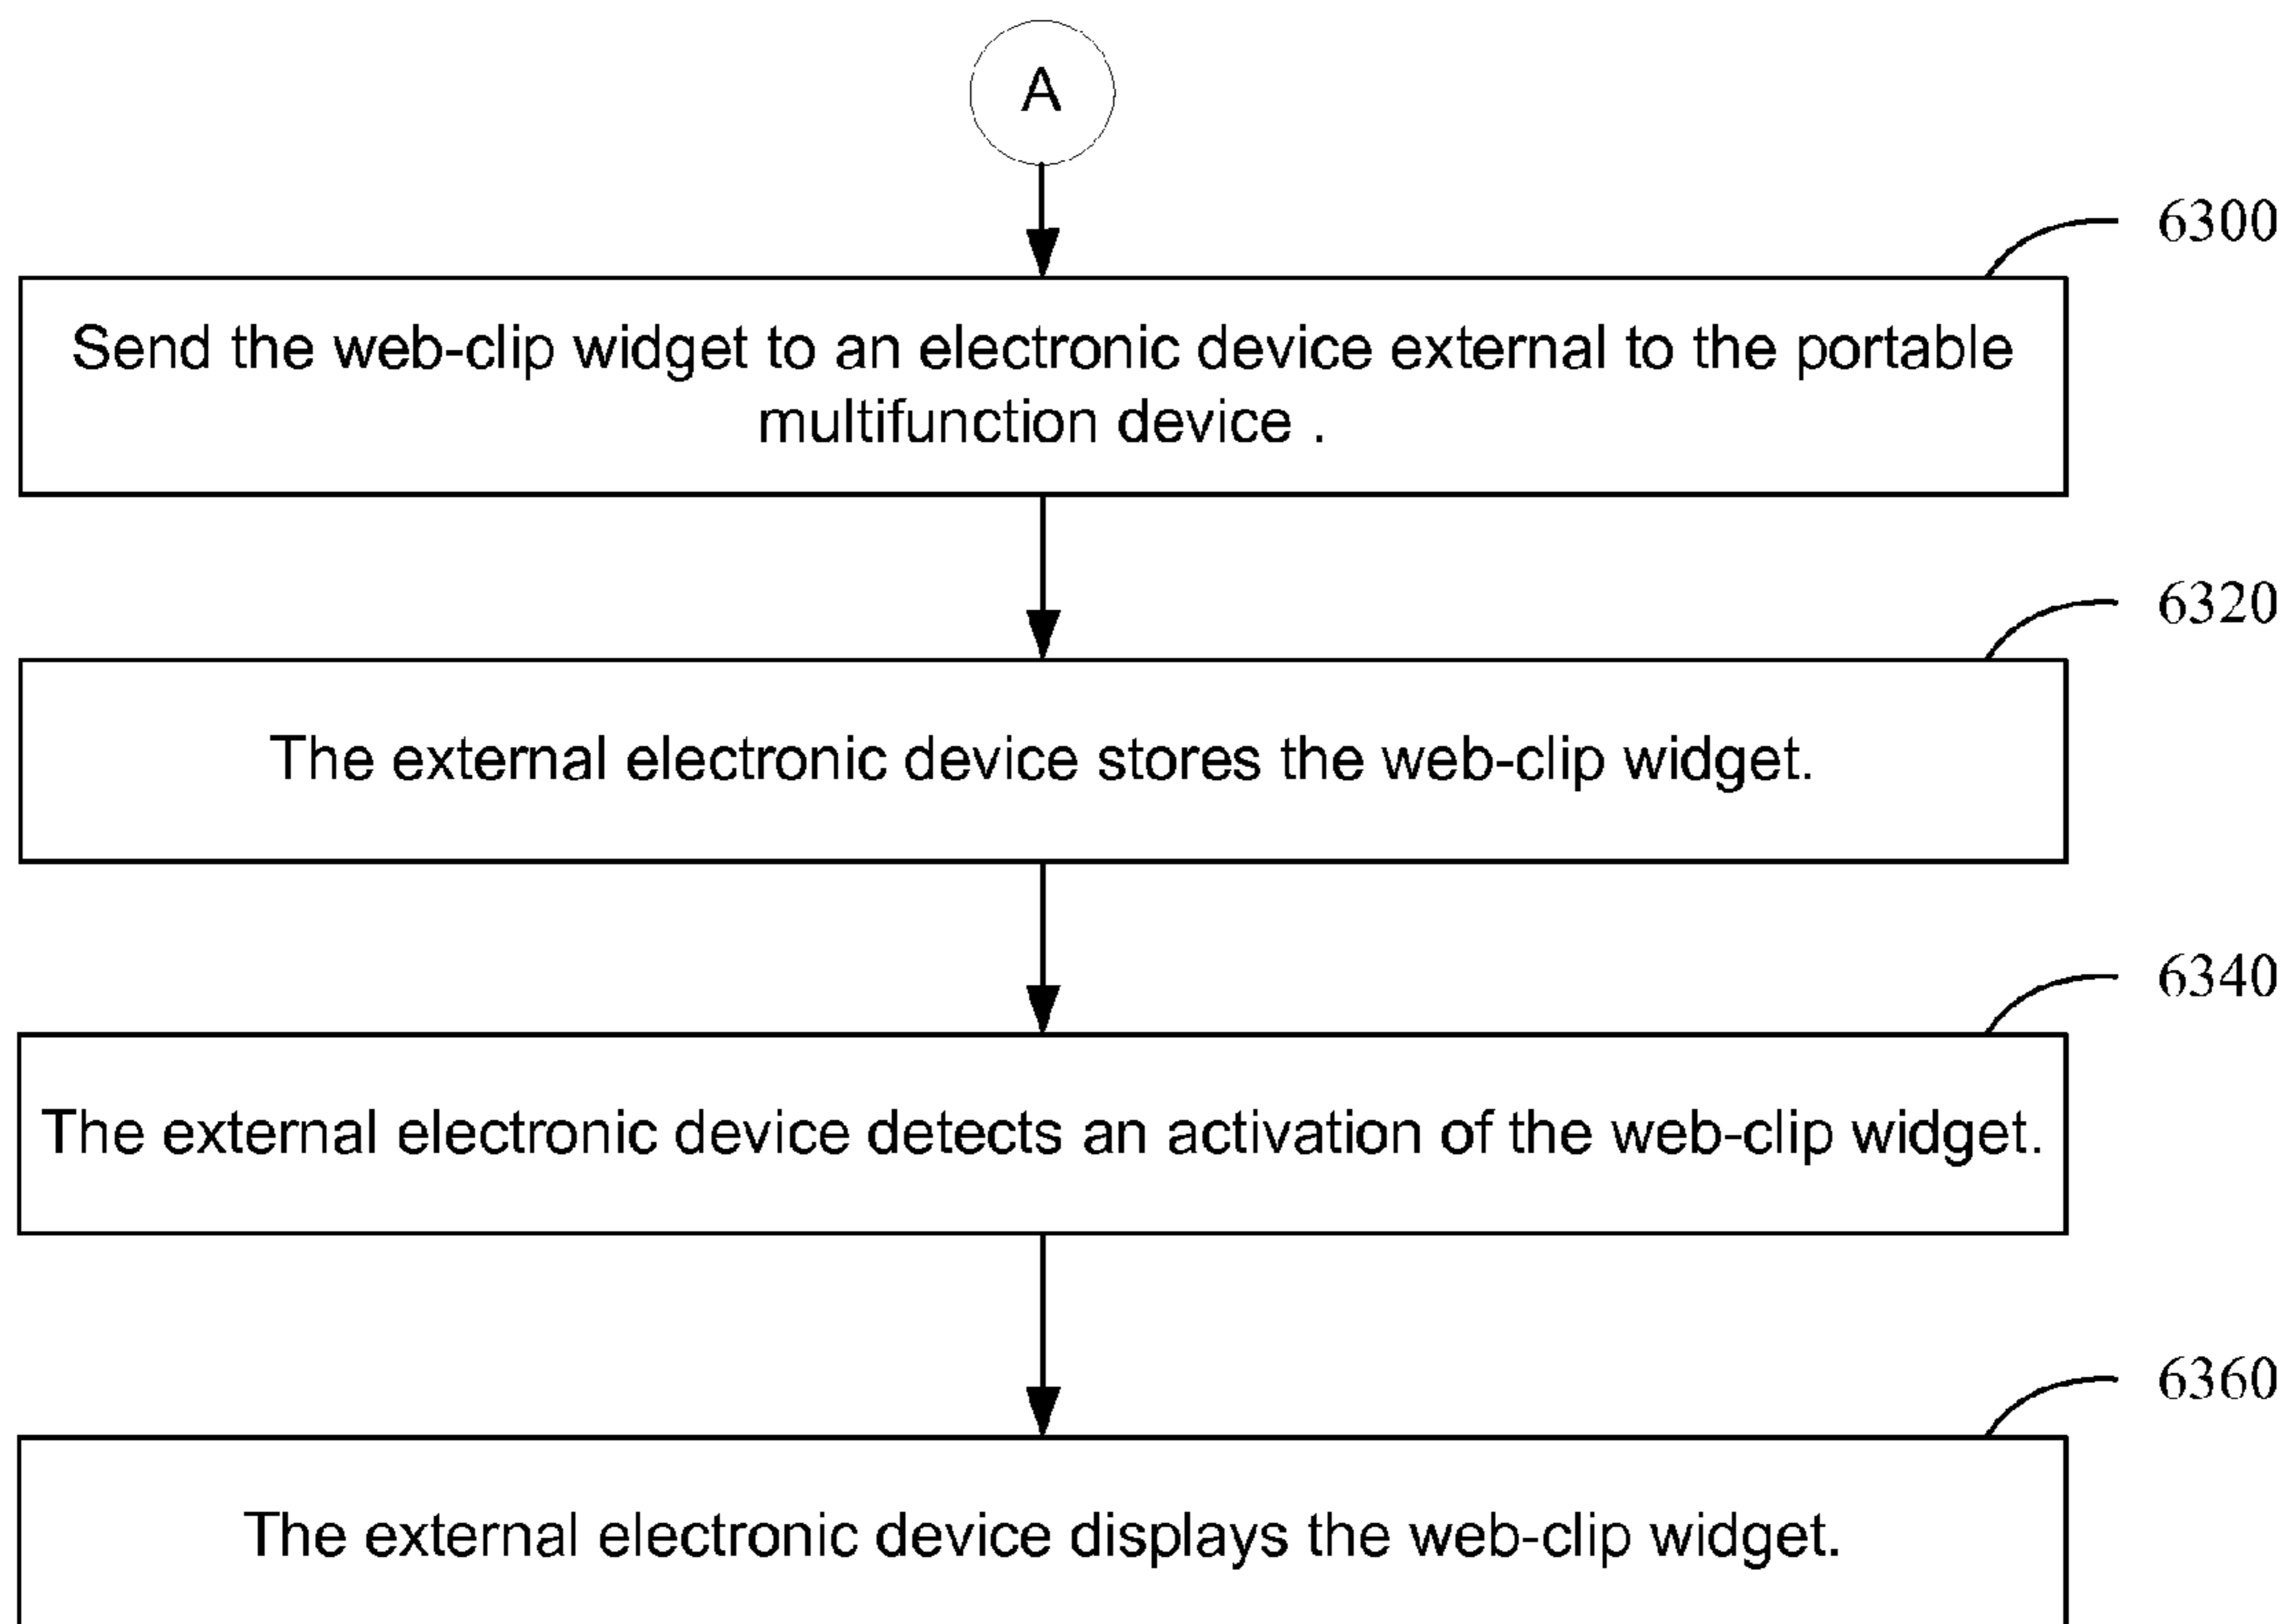 A
6300
Send the web-clip widget to an electronic device external to the portable
multifunction device .
6320
The external electronic device stores the web-clip widget.
6340
The external electronic device detects an activation of the web-clip widget.
6360
The external electronic device displays the web-clip widget.